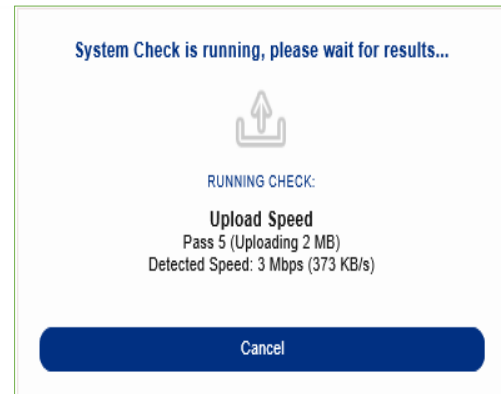 System Check is running, please wait for results...
RUNNING CHECK:
Upload Speed
Pass 5 (Uploading 2 MB)
Detected Speed: 3 Mbps (373 KB/s)
Cancel